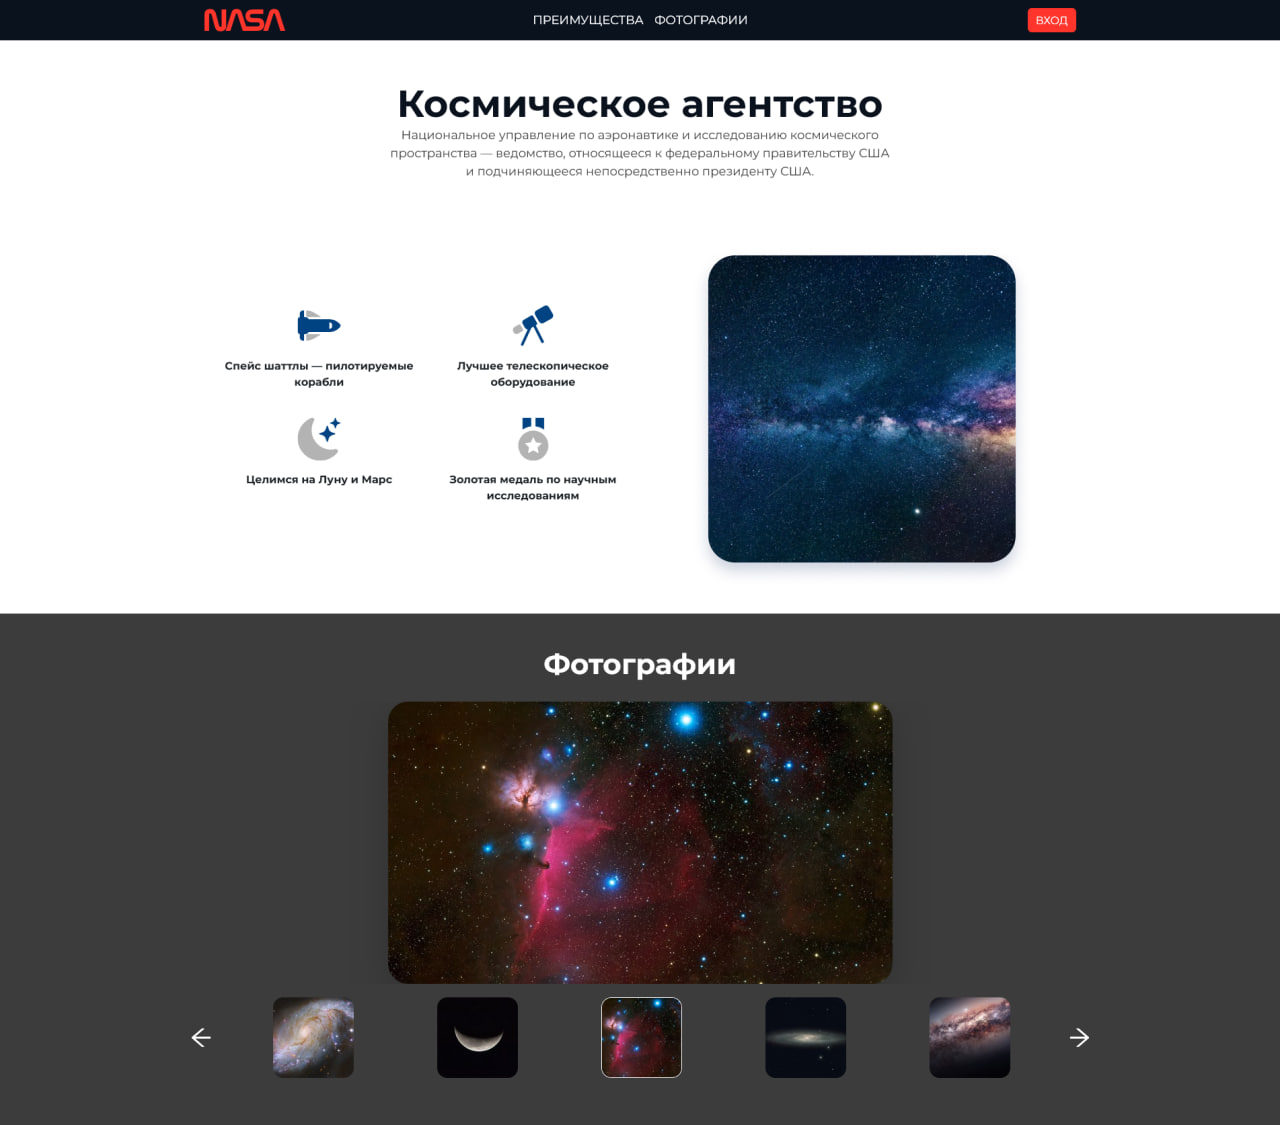 NASA
ПРЕИМУЩЕСТВА ФОТОГРАФИИ
ВХОД
Космическое агентство
Национальное управление по аэронавтике и исследованию космического
пространства — ведомство, относящееся к федеральному правительству США
и подчиняющееся непосредственно президенту США.
Спейс шаттлы — пилотируемые
корабли
Лучшее телескопическое
оборудование
Целимся на Луну и Марс
Золотая медаль по научным
исследованиям
Фотографии